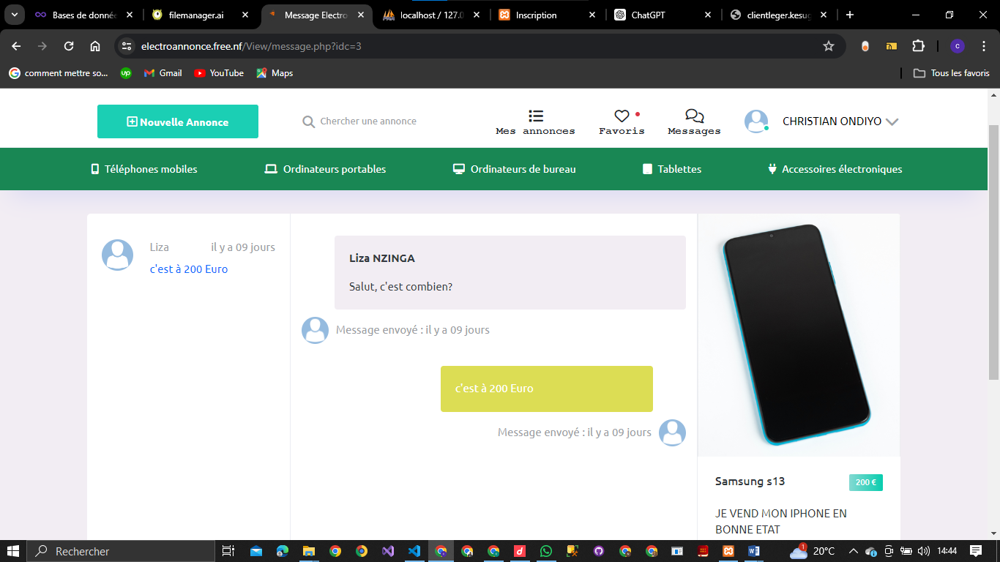 Bases de donnée
filemanager.ai
Message Electro
localhost / 127.0
Inscription
ChatGPT
clientleger.kesug
electroannonce.free.nf/View/message.php?idc=3
c
comment mettre so...
up
Gmail
YouTube
Maps
Tous les favoris
Nouvelle Annonce
Chercher une annonce
Mes annonces
Favoris
Messages
CHRISTIAN ONDIYO
Téléphones mobiles
Ordinateurs portables
Ordinateurs de bureau
Tablettes
Accessoires électroniques
Liza
il y a 09 jours
c'est à 200 Euro
Liza NZINGA
Salut, c'est combien?
Message envoyé : il y a 09 jours
c'est à 200 Euro
Message envoyé : il y a 09 jours
Samsung s13
200 €
JE VEND MON IPHONE EN
BONNE ETAT
Rechercher
1
20°C
14:44